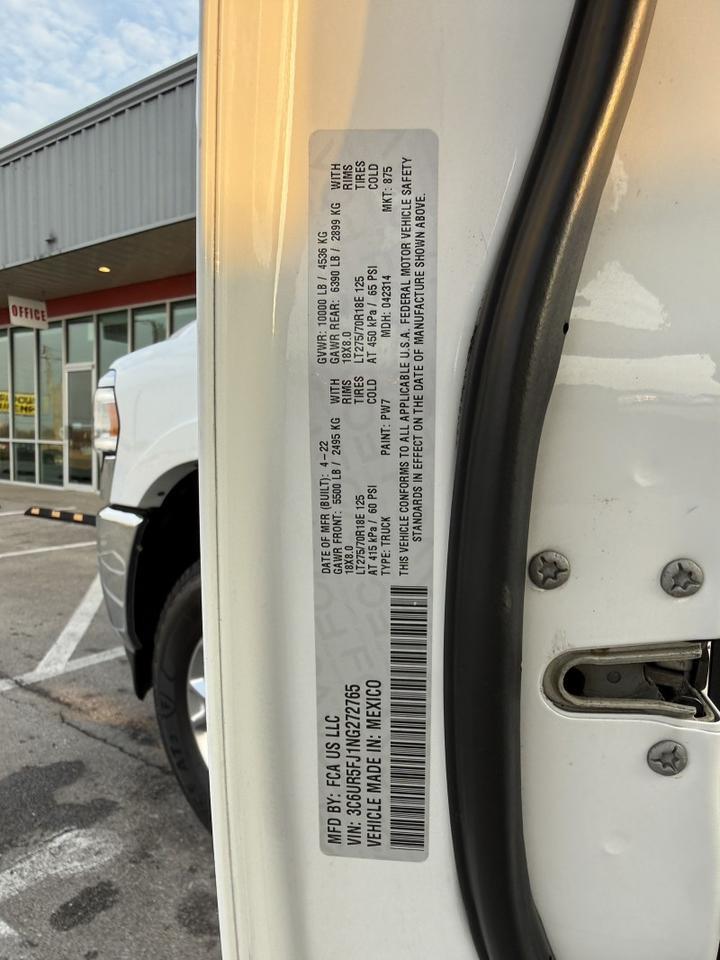 OFFICE
MFD BY: FCA US LLC
VIN: 3C6UR5FJ1NG272765
VEHICLE MADE IN: MEXICO
DATE OF MFR (BUILT): 4-22 GVWR: 10000 LB / 4536 KG
GAWR FRONT: 5500 LB / 2495 KG WITH GAWR REAR: 6390 LB / 2899 KG WITH
18X8.0 RIMS 18X8.0 RIMS
LT275/70R18E 125 TIRES LT275/70R18E 125 TIRES
AT 415 kPa / 60 PSI COLD AT 450 kPa / 65 PSI COLD
TYPE: TRUCK PAINT: PW7 MDH: 042314 MKT: 875
THIS VEHICLE CONFORMS TO ALL APPLICABLE U.S.A. FEDERAL MOTOR VEHICLE SAFETY
STANDARDS IN EFFECT ON THE DATE OF MANUFACTURE SHOWN ABOVE.